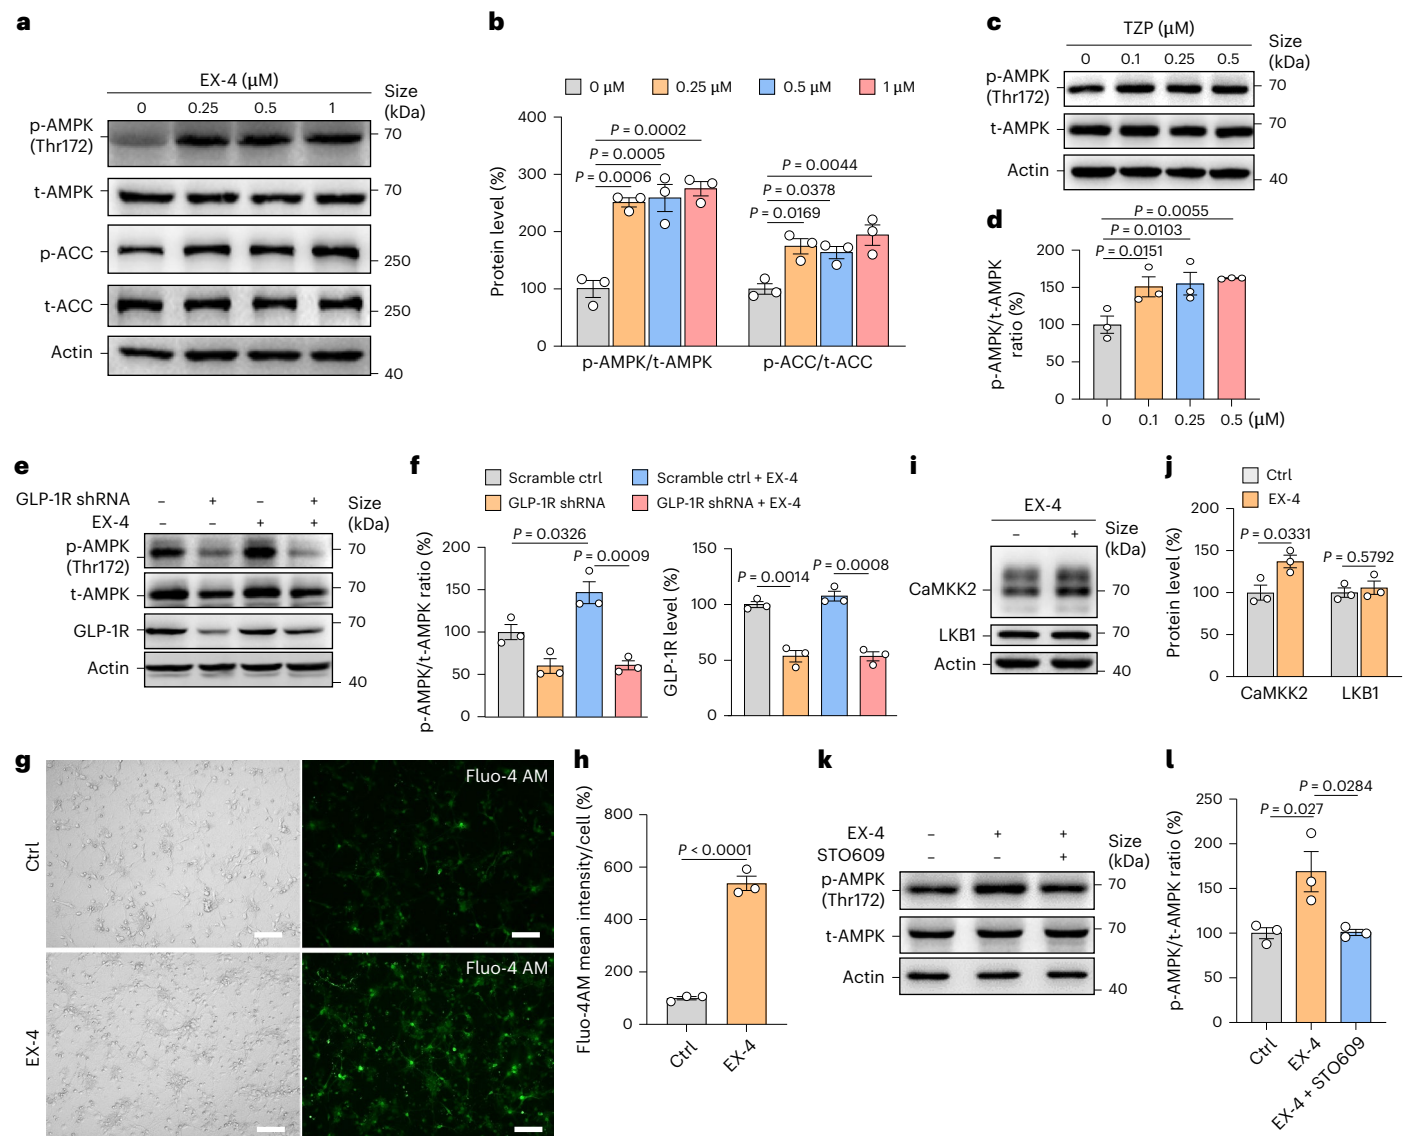 a
EX-4 (μM)
Size
(kDa)
0 0.25 0.5 1
p-AMPK
(Thr172)
70
t-AMPK
70
p-ACC
250
t-ACC
250
Actin
40
b
0 μM 0.25 μM 0.5 μM 1 μM
Protein level (%)
400
300
200
100
0
P = 0.0002
P = 0.0005
P = 0.0006
P = 0.0044
P = 0.0378
P = 0.0169
p-AMPK/t-AMPK p-ACC/t-ACC
c
TZP (μM)
Size
(kDa)
0 0.1 0.25 0.5
p-AMPK
(Thr172)
70
t-AMPK
70
Actin
40
d
p-AMPK/t-AMPK
ratio (%)
200
150
100
50
0
P = 0.0055
P = 0.0103
P = 0.0151
0 0.1 0.25 0.5 (μM)
e
GLP-1R shRNA – + – +
EX-4 – – + +
Size
(kDa)
p-AMPK
(Thr172)
70
t-AMPK
70
GLP-1R
70
Actin
40
f
Scramble ctrl Scramble ctrl + EX-4
GLP-1R shRNA GLP-1R shRNA + EX-4
p-AMPK/t-AMPK ratio (%)
200
150
100
50
0
P = 0.0326
P = 0.0009
GLP-1R level (%)
150
100
50
0
P = 0.0014
P = 0.0008
i
EX-4
– +
Size
(kDa)
CaMKK2
70
LKB1
70
Actin
40
j
Ctrl
EX-4
Protein level (%)
200
150
100
50
0
P = 0.0331
P = 0.5792
CaMKK2 LKB1
g
Ctrl
Fluo-4 AM
EX-4
Fluo-4 AM
h
Fluo-4AM mean intensity/cell (%)
800
600
400
200
0
P < 0.0001
Ctrl
EX-4
k
EX-4 – + +
STO609 – – +
Size
(kDa)
p-AMPK
(Thr172)
70
t-AMPK
70
Actin
40
l
p-AMPK/t-AMPK ratio (%)
250
200
150
100
50
0
P = 0.0284
P = 0.027
Ctrl
EX-4
EX-4 + STO609